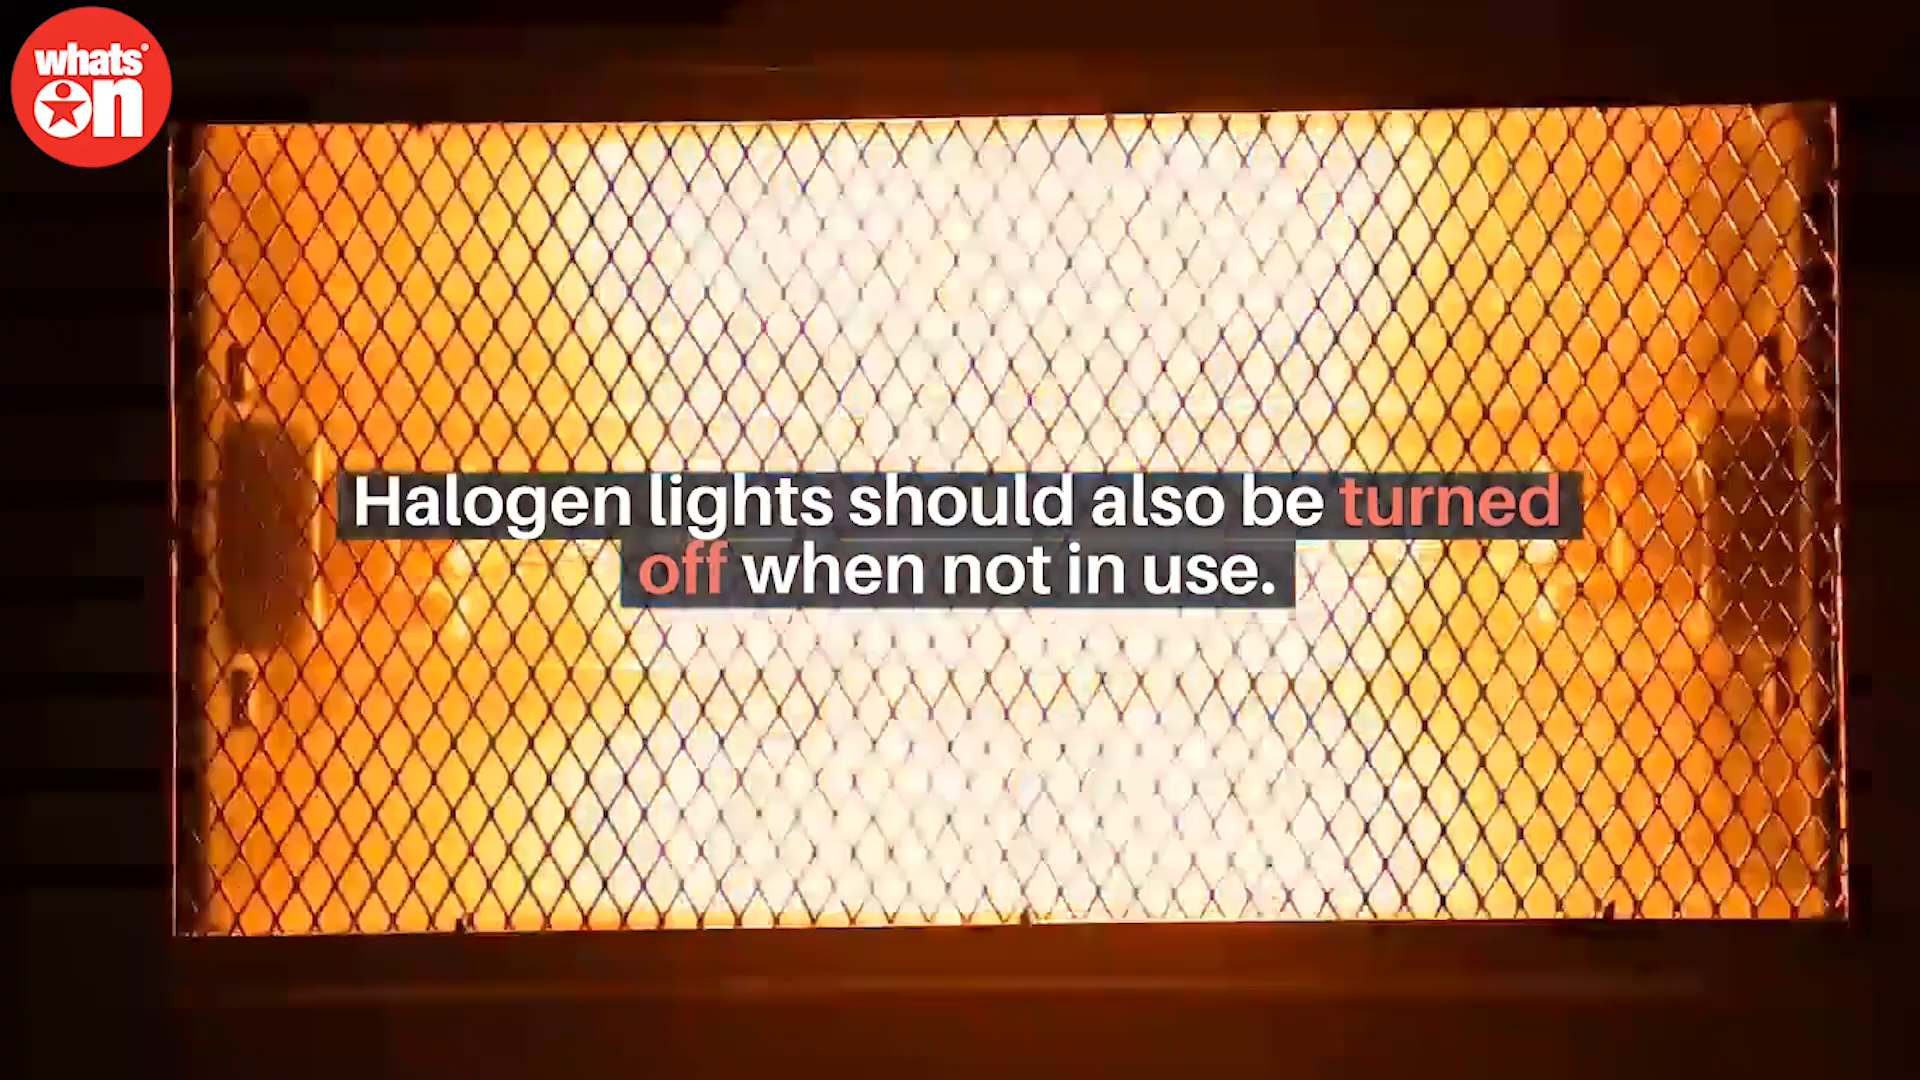 whats
on
Halogen lights should also be turned
off when not in use.